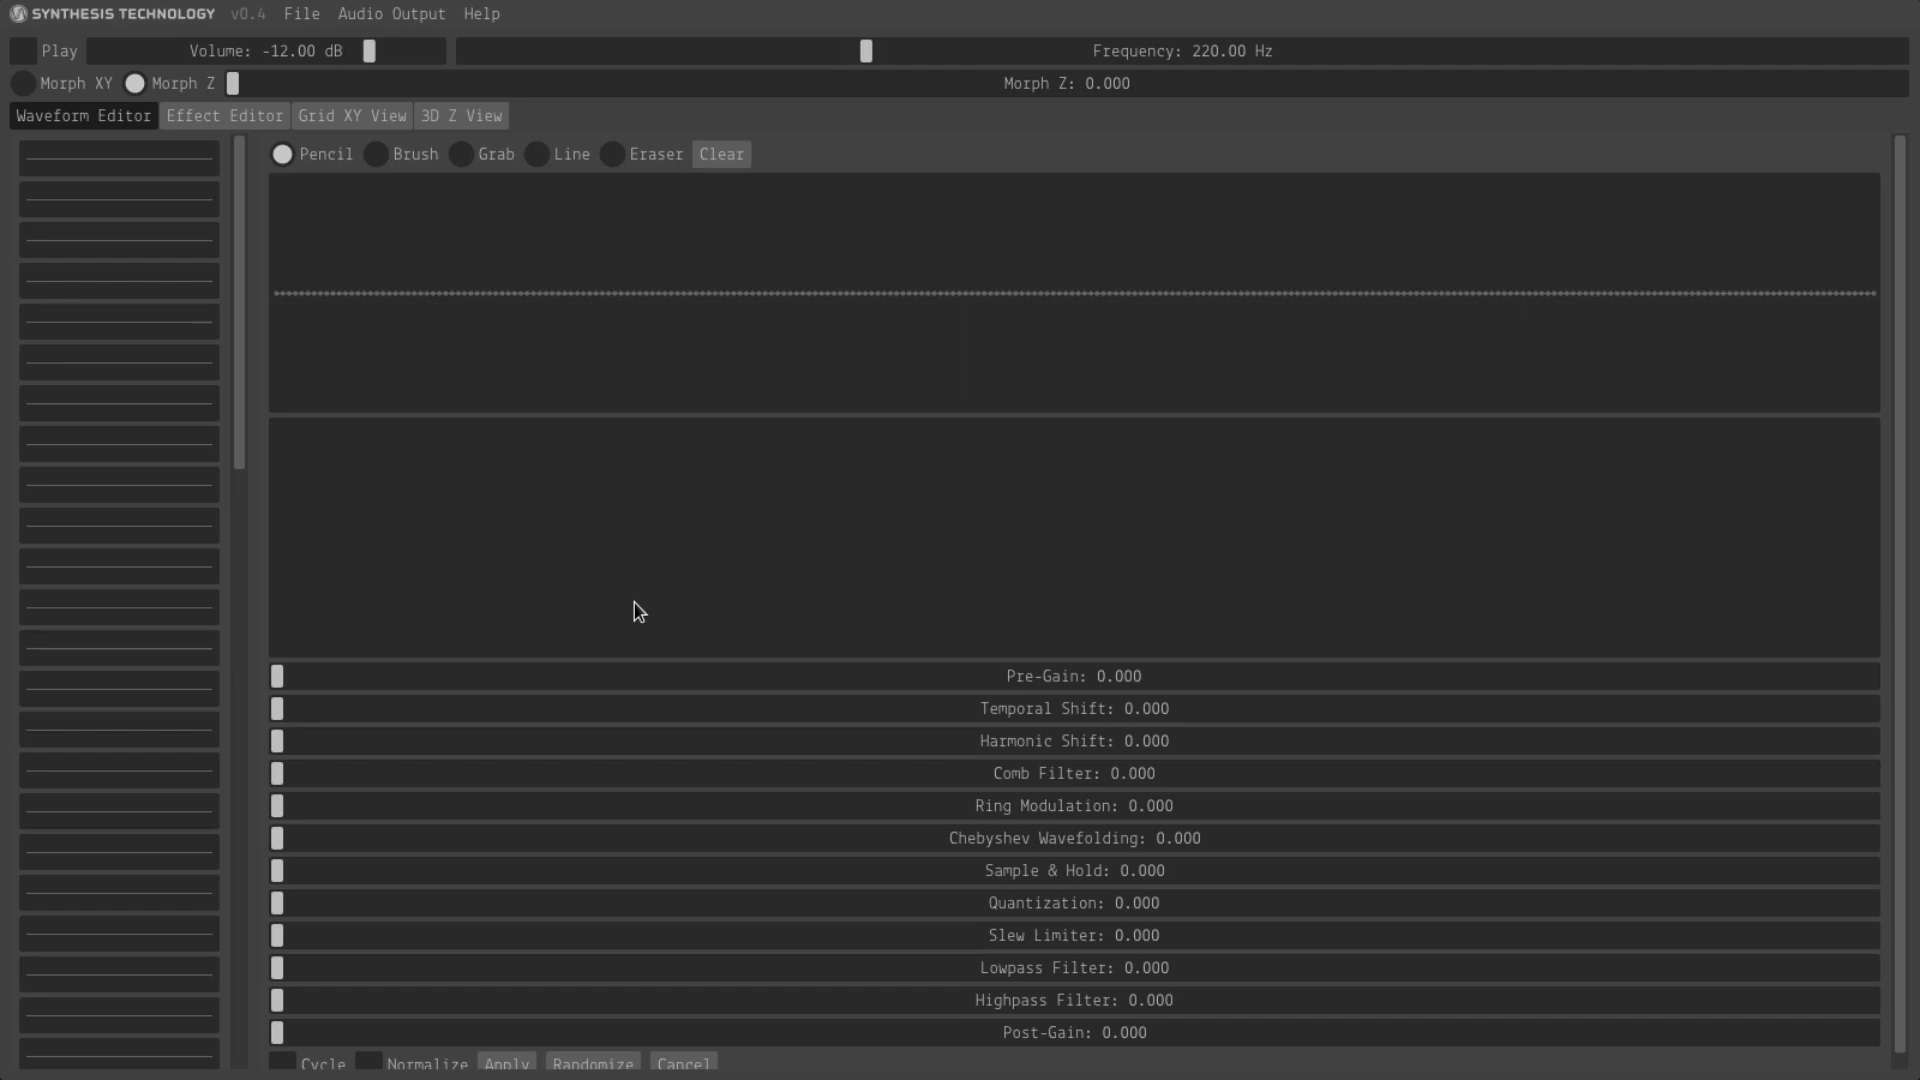 SYNTHESIS TECHNOLOGY v0.4 File Audio Output Help
Play Volume: -12.00 dB Frequency: 220.00 Hz
Morph XY Morph Z Morph Z: 0.000
Waveform Editor Effect Editor Grid XY View 3D Z View
Pencil Brush Grab Line Eraser Clear
Pre-Gain: 0.000
Temporal Shift: 0.000
Harmonic Shift: 0.000
Comb Filter: 0.000
Ring Modulation: 0.000
Chebyshev Wavefolding: 0.000
Sample & Hold: 0.000
Quantization: 0.000
Slew Limiter: 0.000
Lowpass Filter: 0.000
Highpass Filter: 0.000
Post-Gain: 0.000
Cycle Normalize Apply Randomize Cancel